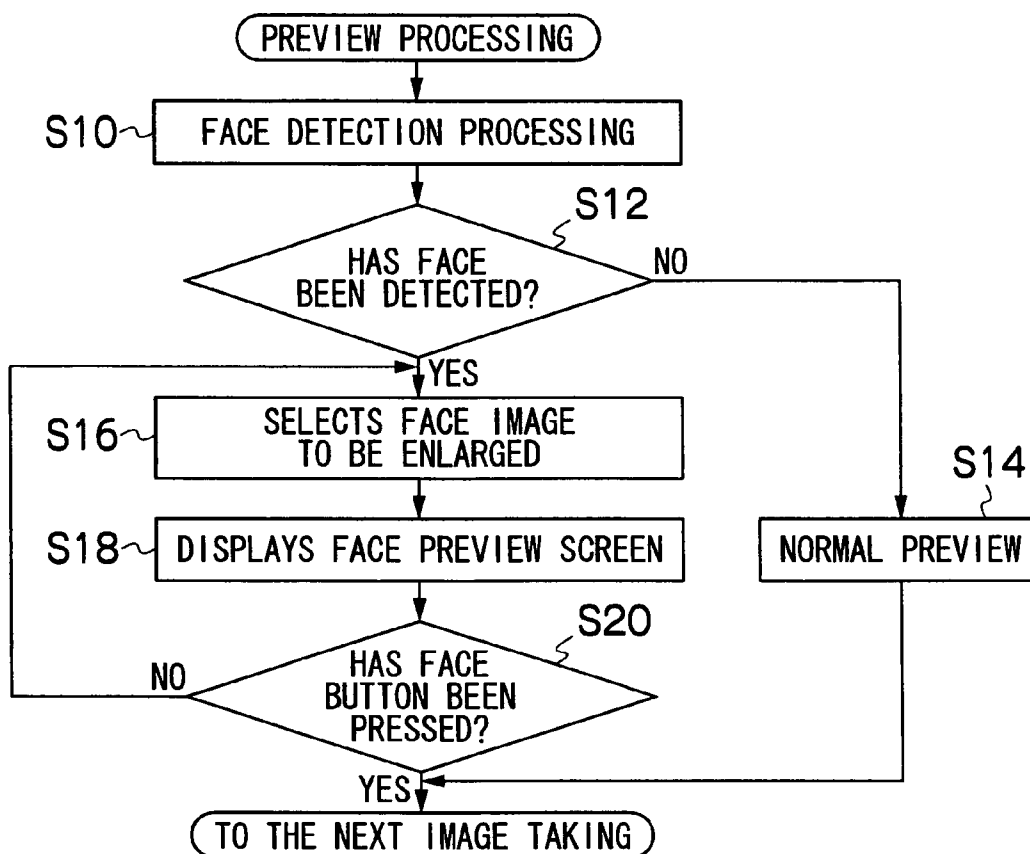 PREVIEW PROCESSING
S10
FACE DETECTION PROCESSING
S12
HAS FACE
BEEN DETECTED?
NO
YES
S16
SELECTS FACE IMAGE
TO BE ENLARGED
S14
NORMAL PREVIEW
S18
DISPLAYS FACE PREVIEW SCREEN
S20
HAS FACE
BUTTON BEEN
PRESSED?
NO
YES
TO THE NEXT IMAGE TAKING